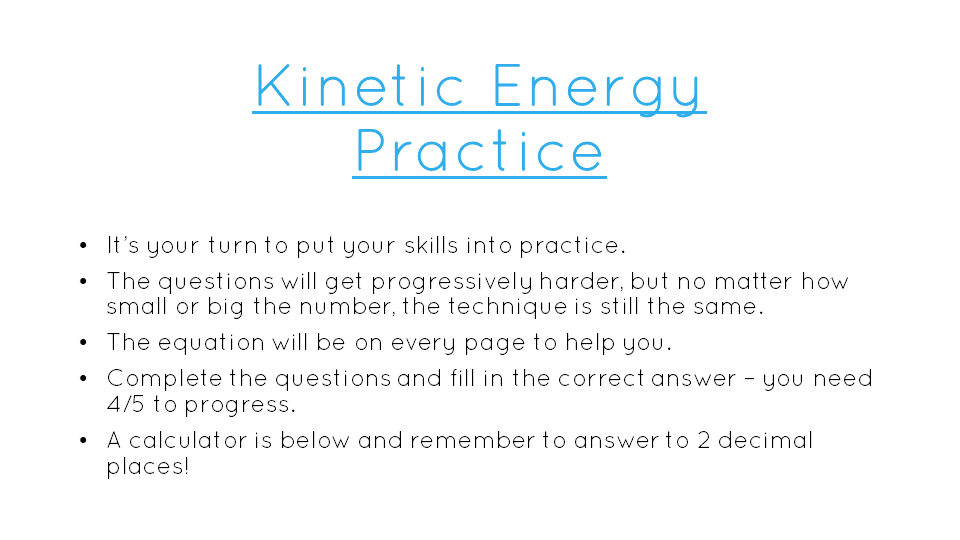 Kinetic Energy
Practice
• It’s your turn to put your skills into practice.
• The questions will get progressively harder, but no matter how
small or big the number, the technique is still the same.
• The equation will be on every page to help you.
• Complete the questions and fill in the correct answer – you need
4/5 to progress.
• A calculator is below and remember to answer to 2 decimal
places!